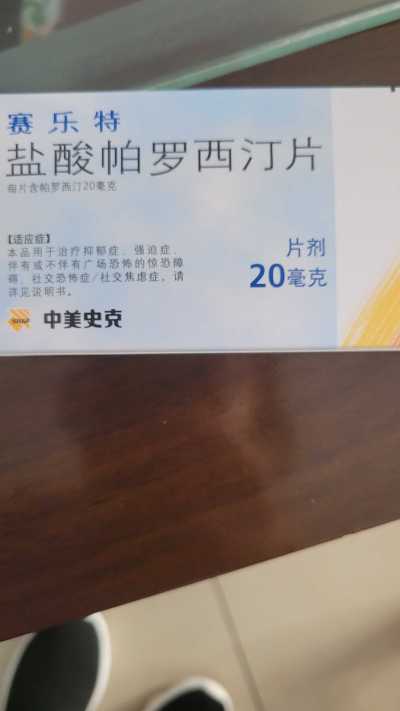 赛乐特
盐酸帕罗西汀片
每片含帕罗西汀20毫克
【适应症】
本品用于治疗抑郁症、强迫症、
伴有或不伴有广场恐怖的惊恐障
碍、社交恐怖症/社交焦虑症。请
详见说明书。
片剂
20毫克
中美史克